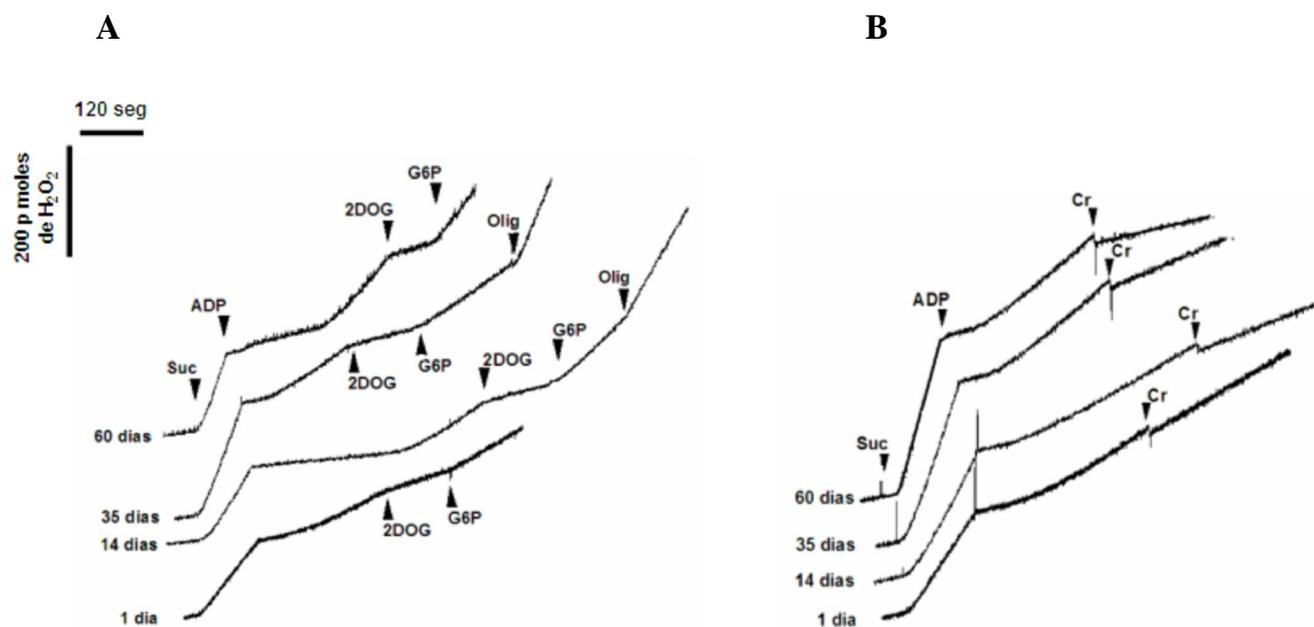 A
B
120 seg
200 p moles
de H₂O₂
G6P
2DOG
Olig
ADP
Suc
Olig
G6P
2DOG
2DOG
G6P
60 dias
35 dias
14 dias
2DOG
G6P
1 dia
Cr
Cr
ADP
Cr
Cr
Suc
60 dias
35 dias
14 dias
1 dia